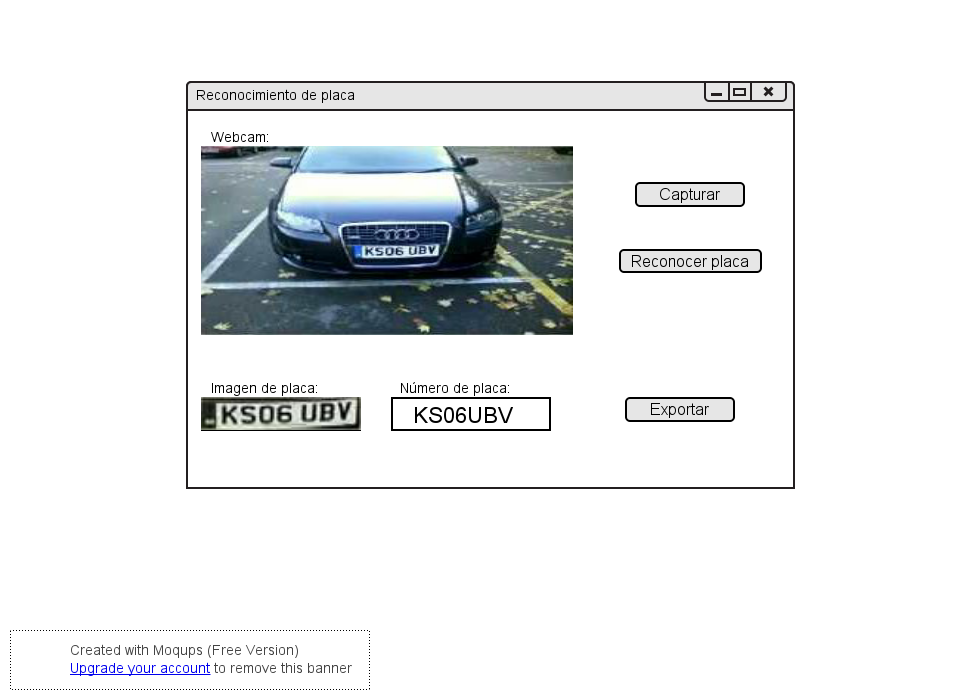 Reconocimiento de placa
Webcam:
KS06 UBV
Capturar
Reconocer placa
Imagen de placa:
Número de placa:
KS06 UBV
KS06UBV
Exportar
Created with Moqups (Free Version)
Upgrade your account to remove this banner